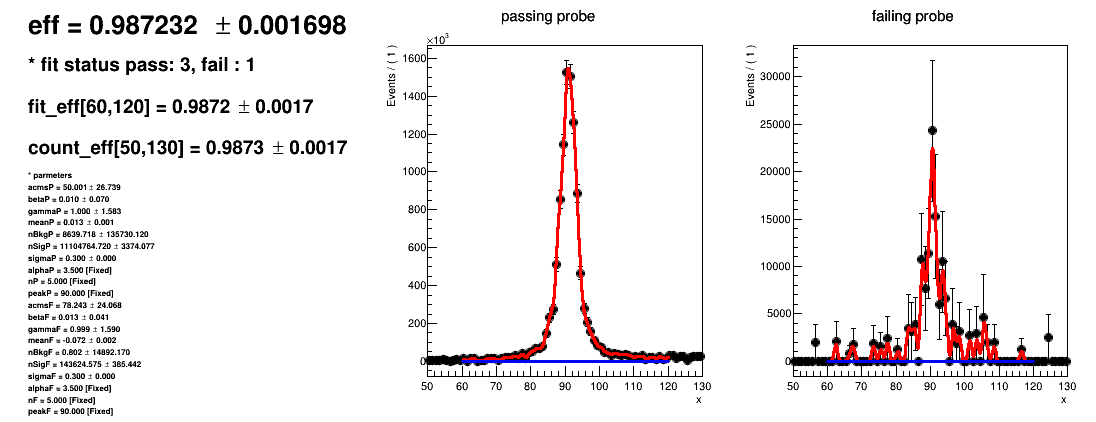 eff = 0.987232 ± 0.001698
* fit status pass: 3, fail : 1
fit_eff[60,120] = 0.9872 ± 0.0017
count_eff[50,130] = 0.9873 ± 0.0017
* parmeters
acmsP = 50.001 ± 26.739
betaP = 0.010 ± 0.070
gammaP = 1.000 ± 1.583
meanP = 0.013 ± 0.001
nBkgP = 8639.718 ± 135730.120
nSigP = 11104764.720 ± 3374.077
sigmaP = 0.300 ± 0.000
alphaP = 3.500 [Fixed]
nP = 5.000 [Fixed]
peakP = 90.000 [Fixed]
acmsF = 78.243 ± 24.068
betaF = 0.013 ± 0.041
gammaF = 0.999 ± 1.590
meanF = -0.072 ± 0.002
nBkgF = 0.802 ± 14892.170
nSigF = 143624.575 ± 385.442
sigmaF = 0.300 ± 0.000
alphaF = 3.500 [Fixed]
nF = 5.000 [Fixed]
peakF = 90.000 [Fixed]
passing probe
×10³
Events / ( 1 )
1600
1400
1200
1000
800
600
400
200
0
50 60 70 80 90 100 110 120 130
x
failing probe
Events / ( 1 )
30000
25000
20000
15000
10000
5000
0
50 60 70 80 90 100 110 120 130
x